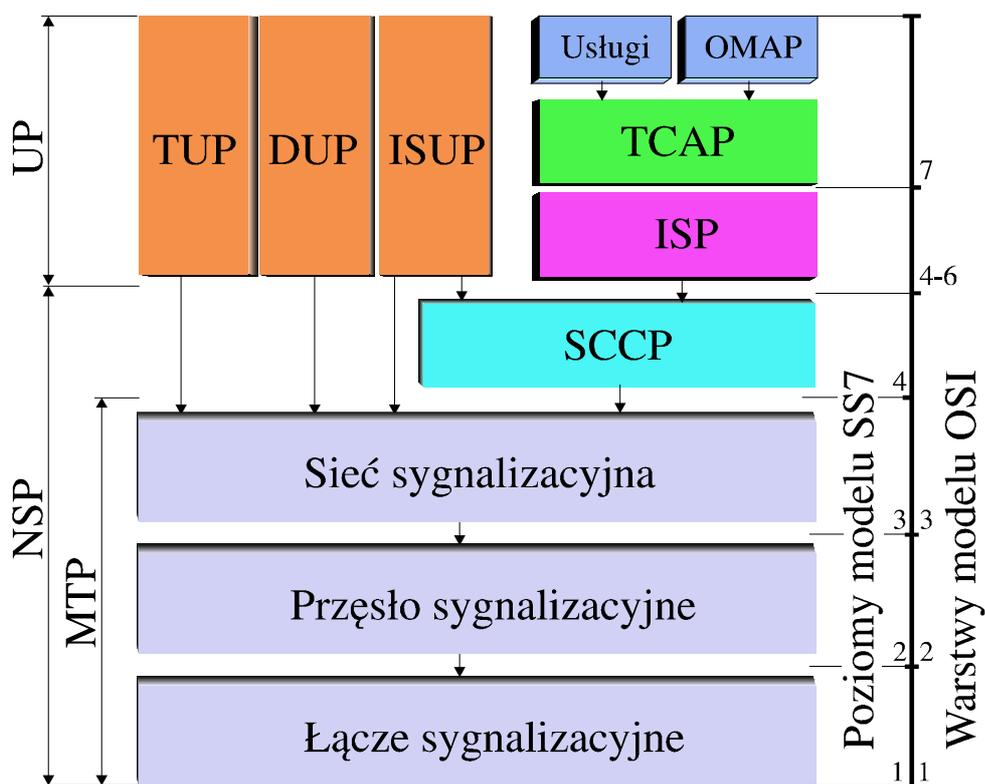 Usługi
OMAP
UP
TUP
DUP
ISUP
TCAP
7
ISP
4-6
SCCP
4
NSP
MTP
Sieć sygnalizacyjna
3 3
Przęsło sygnalizacyjne
2 2
Łącze sygnalizacyjne
1 1
Poziomy modelu SS7
Warstwy modelu OSI